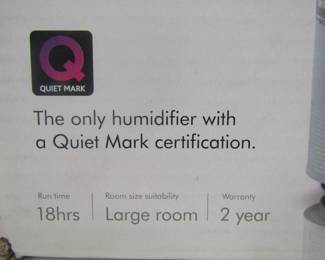 QUIET MARK
The only humidifier with
a Quiet Mark certification.
Run time Room size suitability Warranty
18hrs Large room 2 year